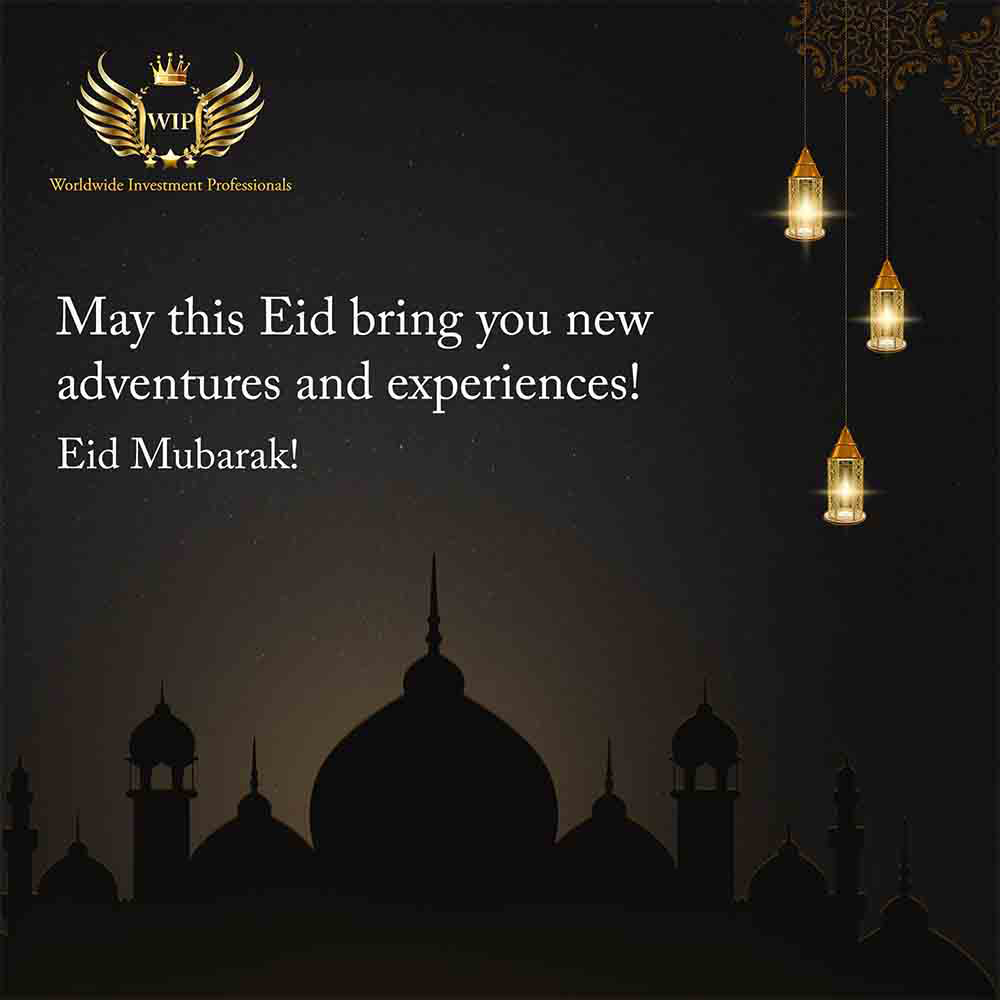 WIP
Worldwide Investment Professionals
May this Eid bring you new
adventures and experiences!
Eid Mubarak!